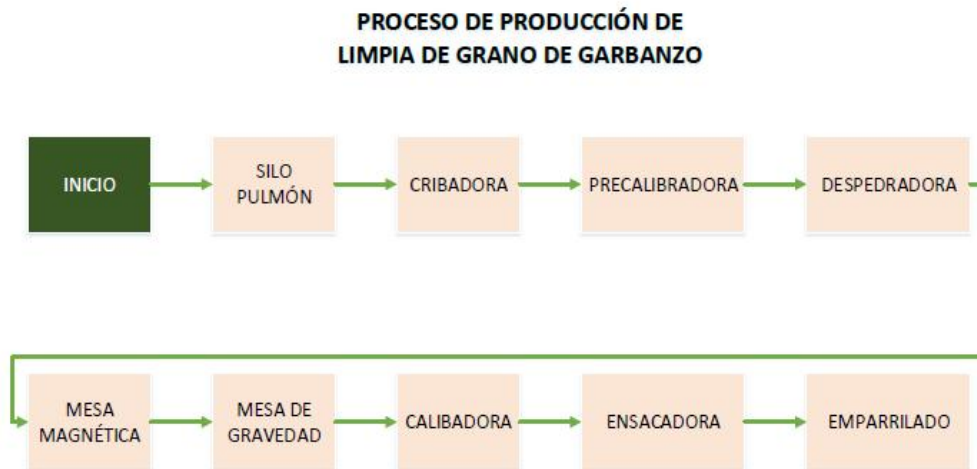 PROCESO DE PRODUCCIÓN DE
LIMPIA DE GRANO DE GARBANZO
INICIO
SILO
PULMÓN
CRIBADORA
PRECALIBRADORA
DESPEDRADORA
MESA
MAGNÉTICA
MESA DE
GRAVEDAD
CALIBADORA
ENSACADORA
EMPARRILADO